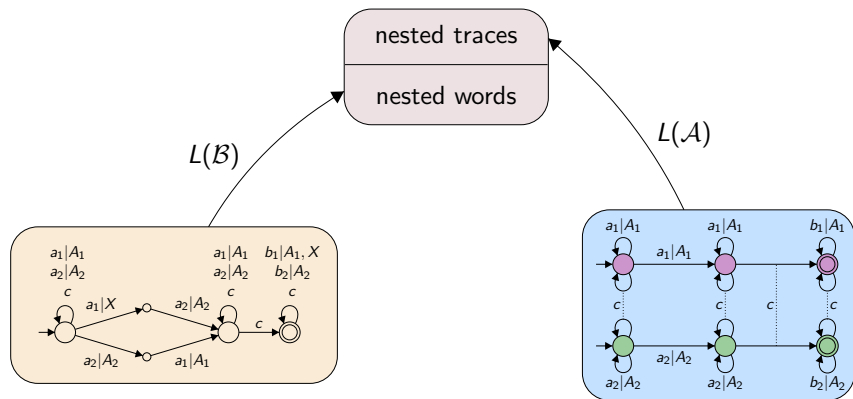 nested traces
nested words
L(ℬ)
L(𝒜)
a₁|A₁
a₂|A₂
c
a₁|X
a₂|A₂
a₂|A₂
a₁|A₁
a₁|A₁
a₂|A₂
c
c
b₁|A₁, X
b₂|A₂
c
a₁|A₁
a₁|A₁
b₁|A₁
a₁|A₁
c
c
c
c
a₂|A₂
a₂|A₂
a₂|A₂
b₂|A₂